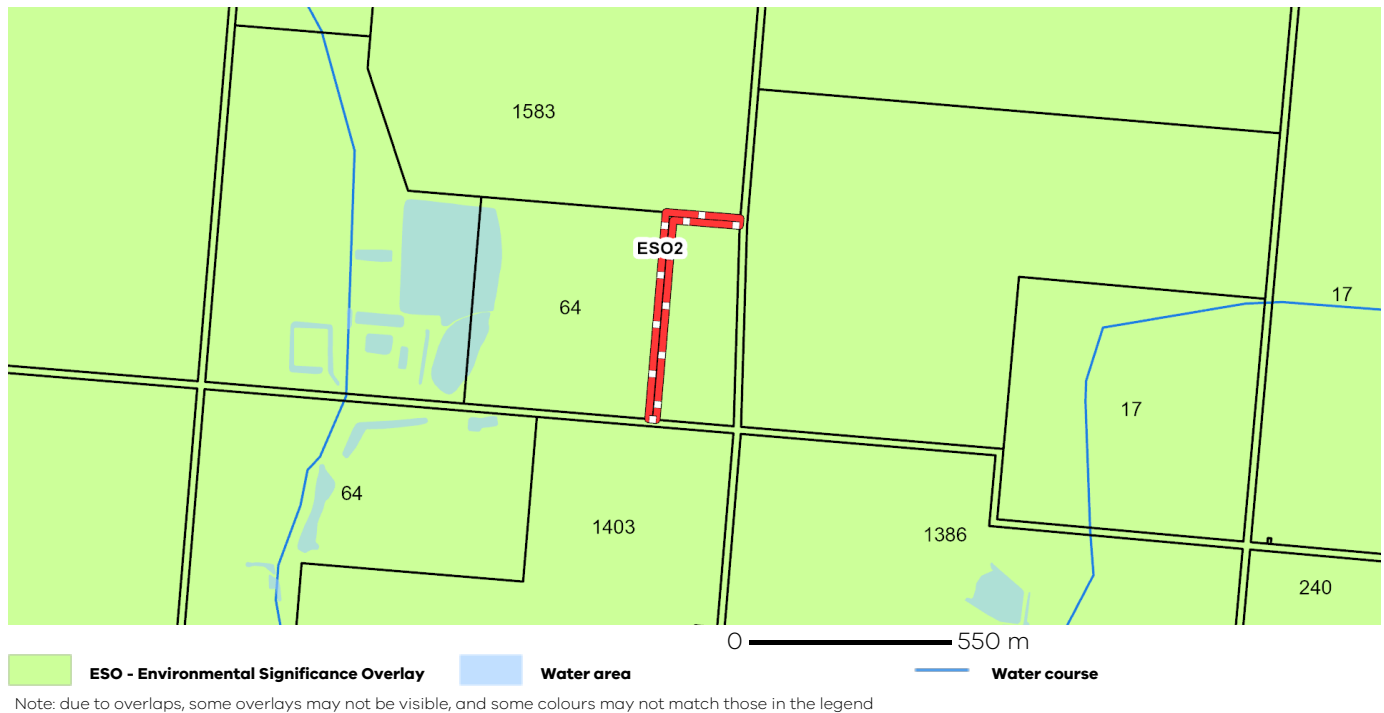 1583
17
ESO2
64
17
64
1403
1386
240
0 550 m
ESO - Environmental Significance Overlay Water area Water course
Note: due to overlaps, some overlays may not be visible, and some colours may not match those in the legend